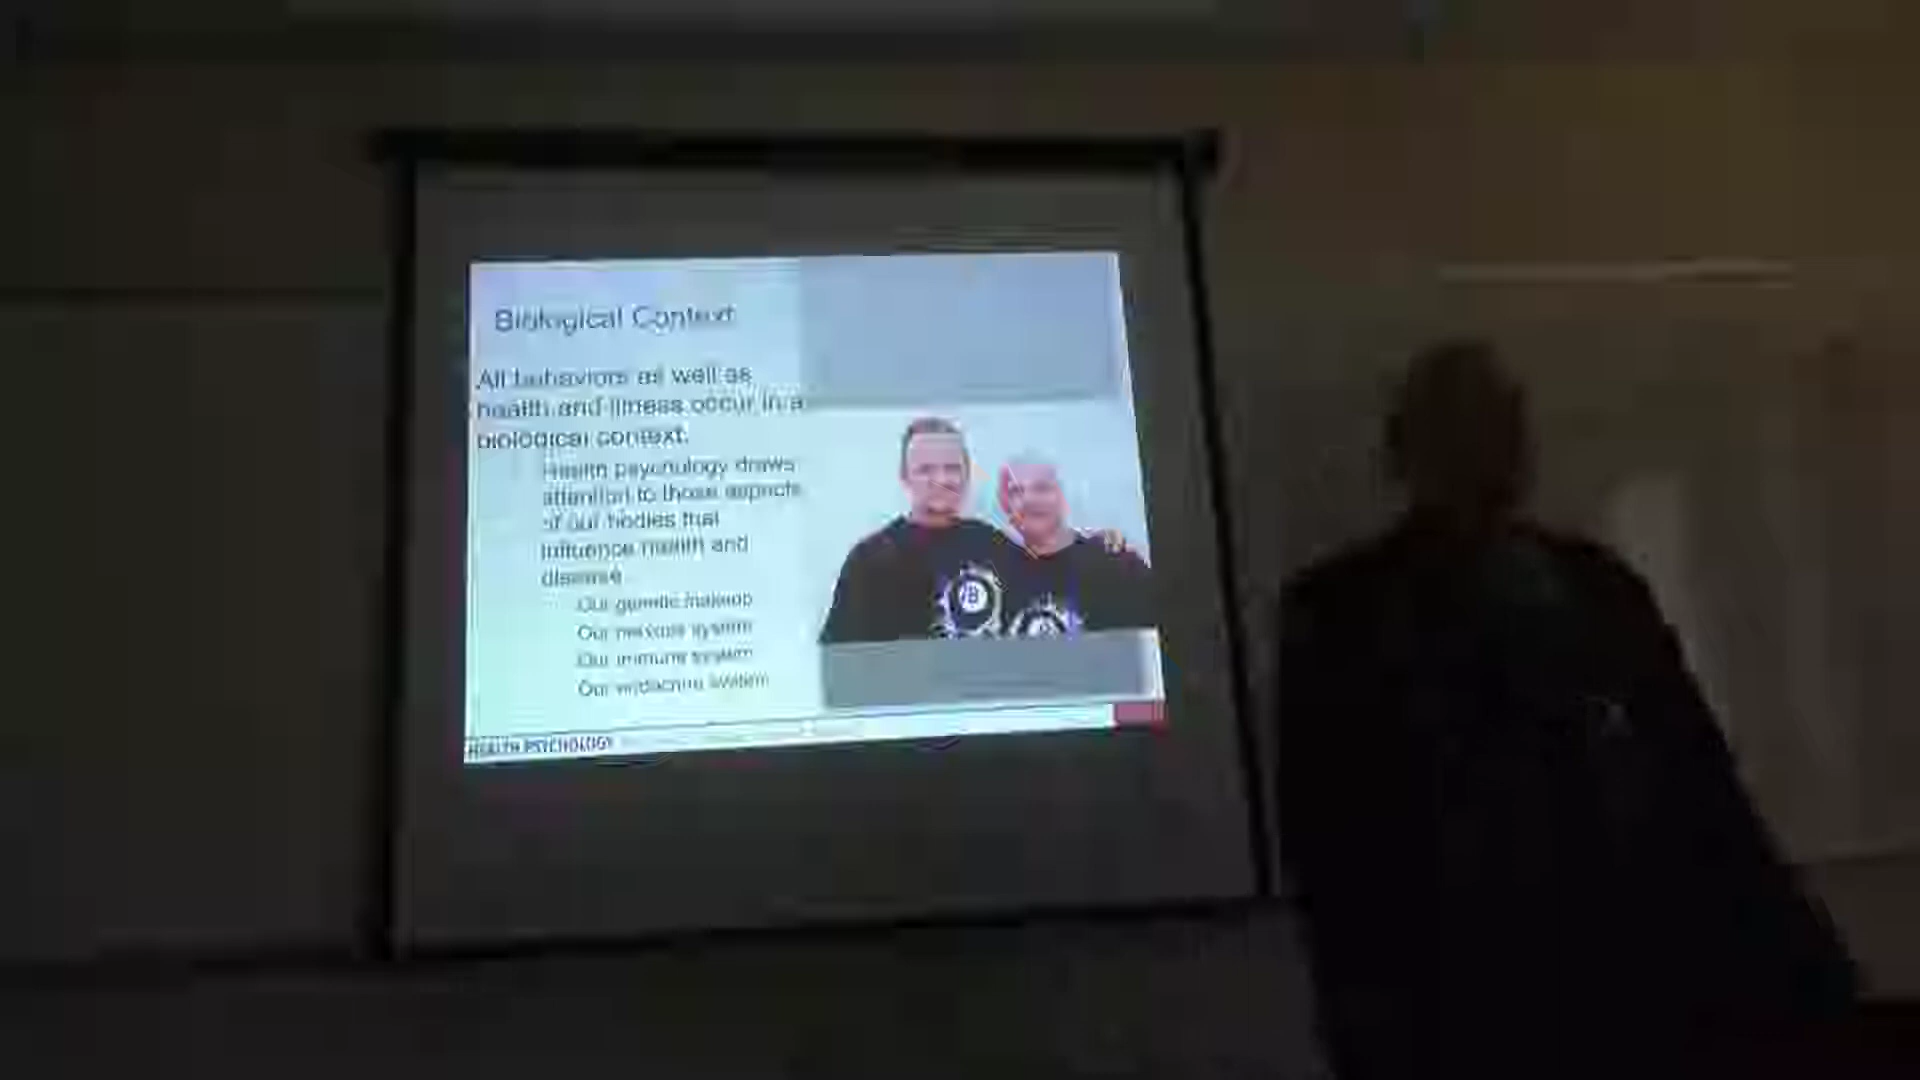 Biological Context
All behaviors as well as
health and illness occur in a
biological context.
Health psychology draws
attention to those aspects
of our bodies that
influence health and
disease.
Our genetic makeup
Our nervous system
Our immune system
Our endocrine system
HEALTH PSYCHOLOGY